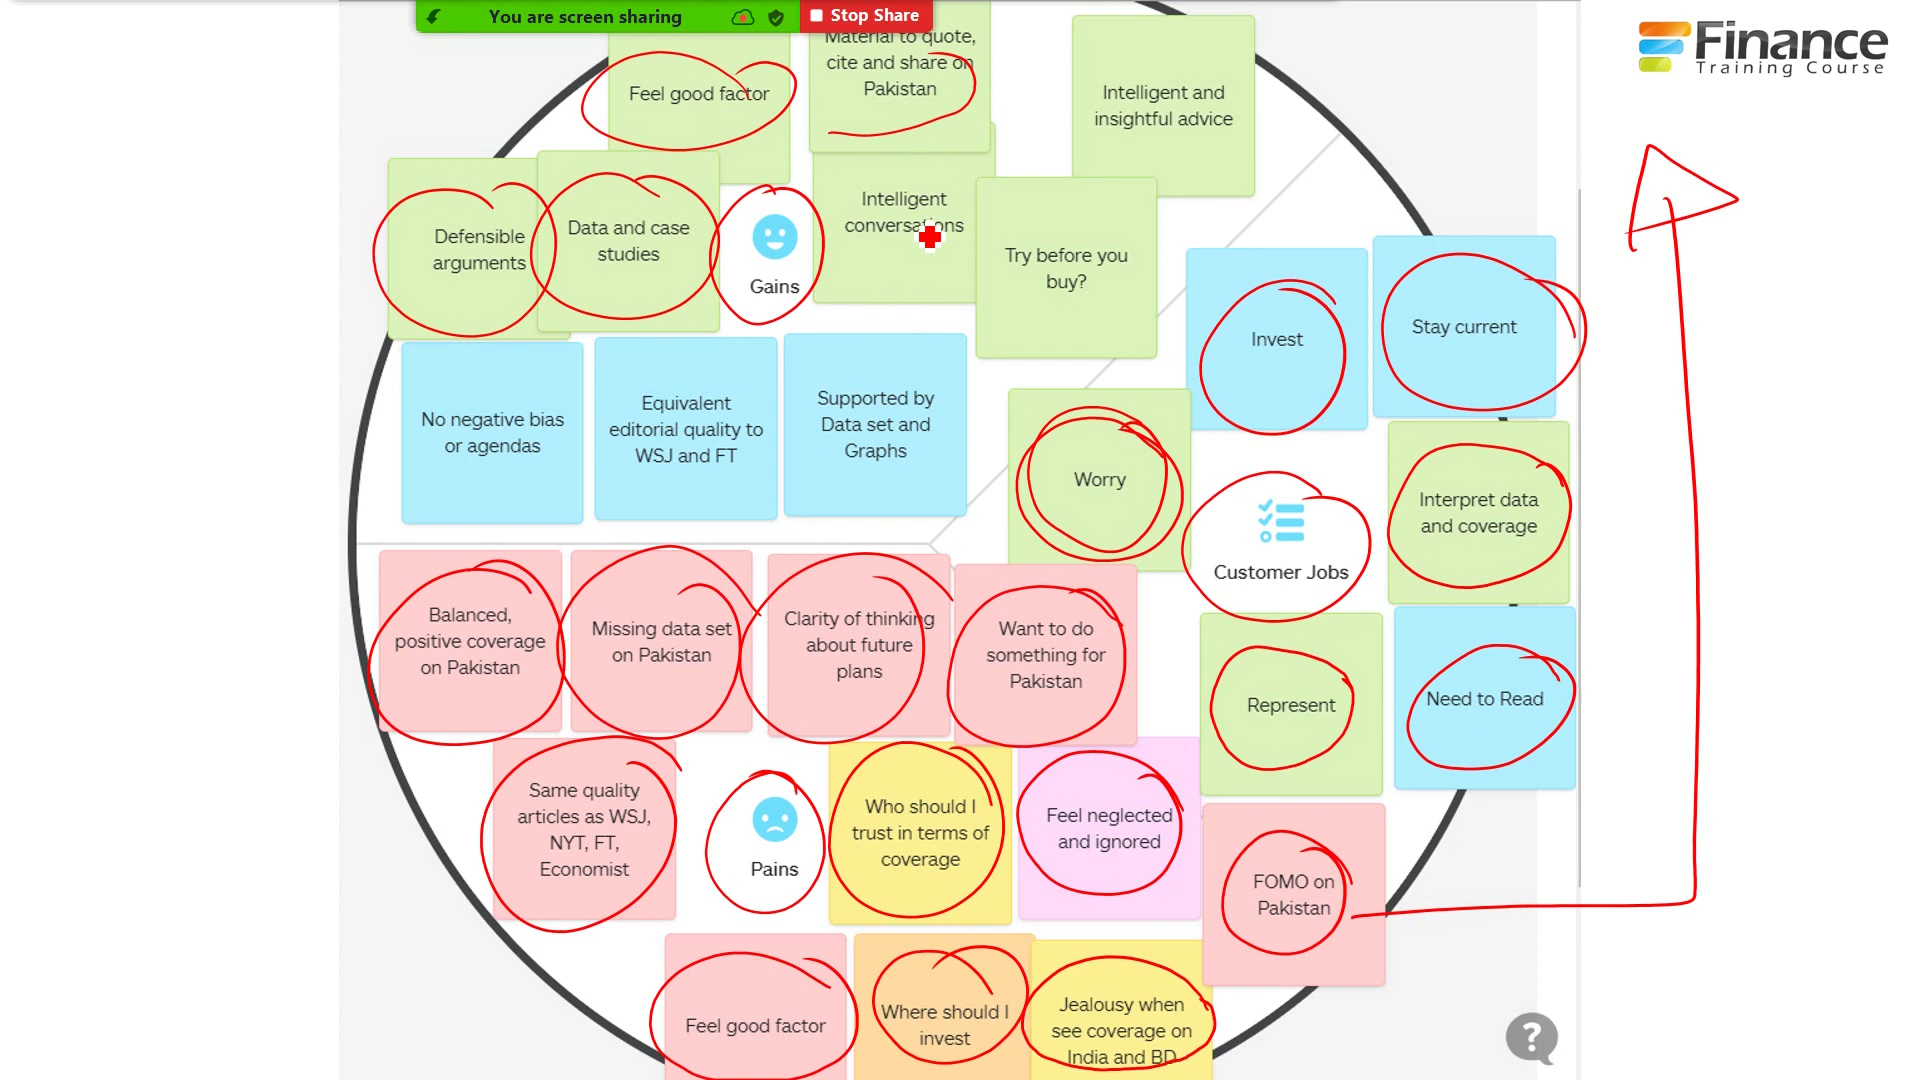 You are screen sharing
Stop Share
Finance
Training Course
Material to quote,
cite and share on
Pakistan
Feel good factor
Intelligent and
insightful advice
Defensible
arguments
Data and case
studies
Gains
Intelligent
conversations
Try before you
buy?
Invest
Stay current
No negative bias
or agendas
Equivalent
editorial quality to
WSJ and FT
Supported by
Data set and
Graphs
Worry
Customer Jobs
Interpret data
and coverage
Balanced,
positive coverage
on Pakistan
Missing data set
on Pakistan
Clarity of thinking
about future
plans
Want to do
something for
Pakistan
Represent
Need to Read
Same quality
articles as WSJ,
NYT, FT,
Economist
Pains
Who should I
trust in terms of
coverage
Feel neglected
and ignored
FOMO on
Pakistan
Feel good factor
Where should I
invest
Jealousy when
see coverage on
India and BD
?